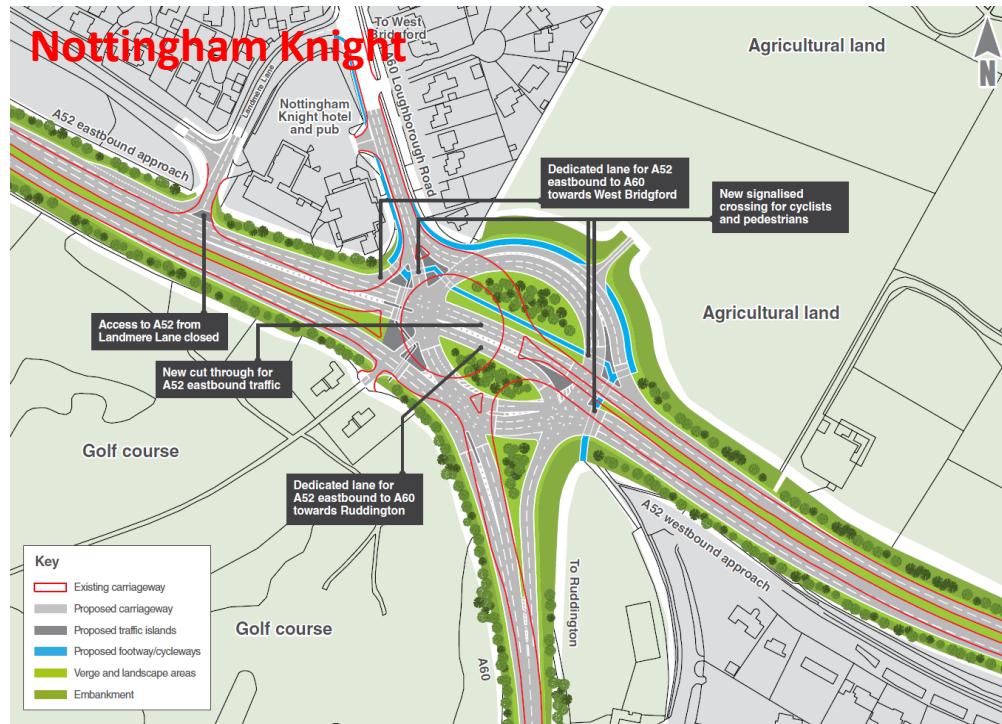 Nottingham Knight
To West
Bridgford
Agricultural land
N
A60 Loughborough Road
Landmere Lane
Nottingham
Knight hotel
and pub
A52 eastbound approach
Dedicated lane for A52
eastbound to A60
towards West Bridgford
New signalised
crossing for cyclists
and pedestrians
Agricultural land
Access to A52 from
Landmere Lane closed
New cut through for
A52 eastbound traffic
Golf course
Dedicated lane for
A52 eastbound to A60
towards Ruddington
A52 westbound approach
To Ruddington
Golf course
A60
Key
Existing carriageway
Proposed carriageway
Proposed traffic islands
Proposed footway/cycleways
Verge and landscape areas
Embankment